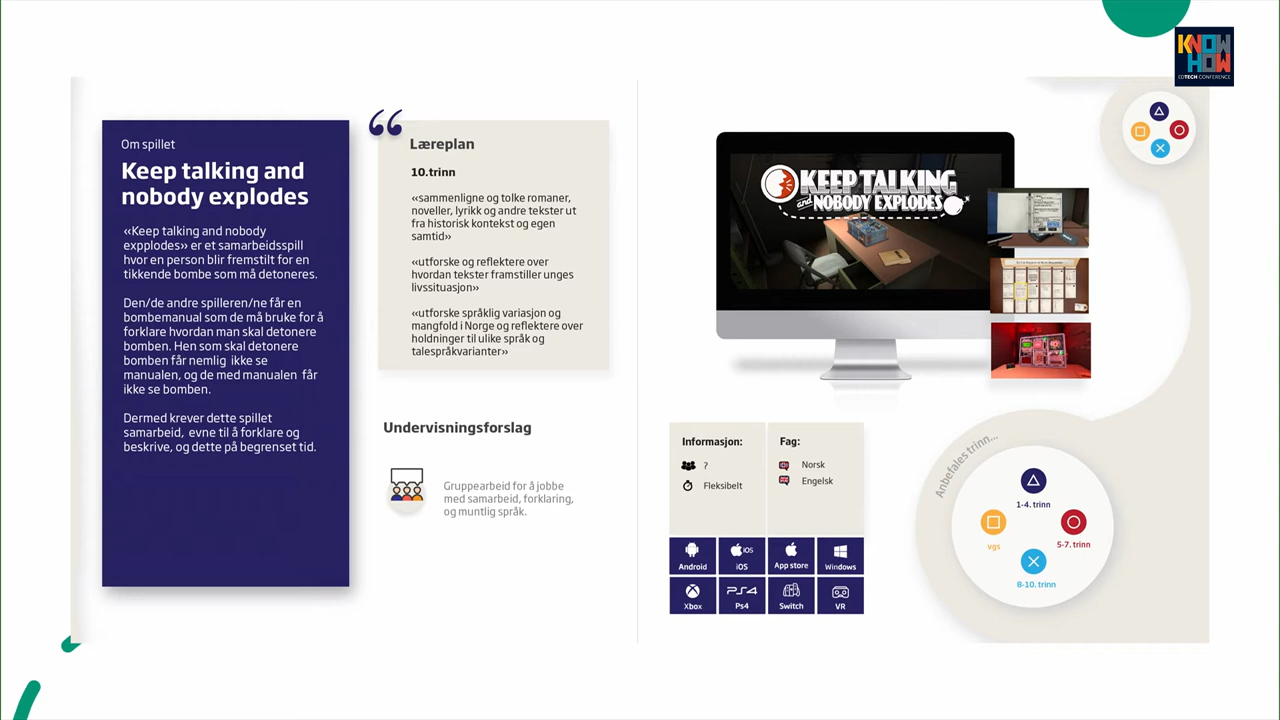 KNOW
HOW
EDTECH CONFERENCE
Om spillet
Keep talking and
nobody explodes
«Keep talking and nobody
expplodes» er et samarbeidsspill
hvor en person blir fremstilt for en
tikkende bombe som må detoneres.
Den/de andre spilleren/ne får en
bombemanual som de må bruke for å
forklare hvordan man skal detonere
bomben. Hen som skal detonere
bomben får nemlig ikke se
manualen, og de med manualen får
ikke se bomben.
Dermed krever dette spillet
samarbeid, evne til å forklare og
beskrive, og dette på begrenset tid.
Læreplan
10.trinn
«sammenligne og tolke romaner,
noveller, lyrikk og andre tekster ut
fra historisk kontekst og egen
samtid»
«utforske og reflektere over
hvordan tekster framstiller unges
livssituasjon»
«utforske språklig variasjon og
mangfold i Norge og reflektere over
holdninger til ulike språk og
talespråkvarianter»
Undervisningsforslag
Gruppearbeid for å jobbe
med samarbeid, forklaring,
og muntlig språk.
KEEP TALKING
and NOBODY EXPLODES
Informasjon:
?
Fleksibelt
Fag:
Norsk
Engelsk
Android
iOS
iOS
App store
Windows
Xbox
PS4
Ps4
Switch
VR
Anbefales trinn...
1-4. trinn
vgs
5-7. trinn
8-10. trinn